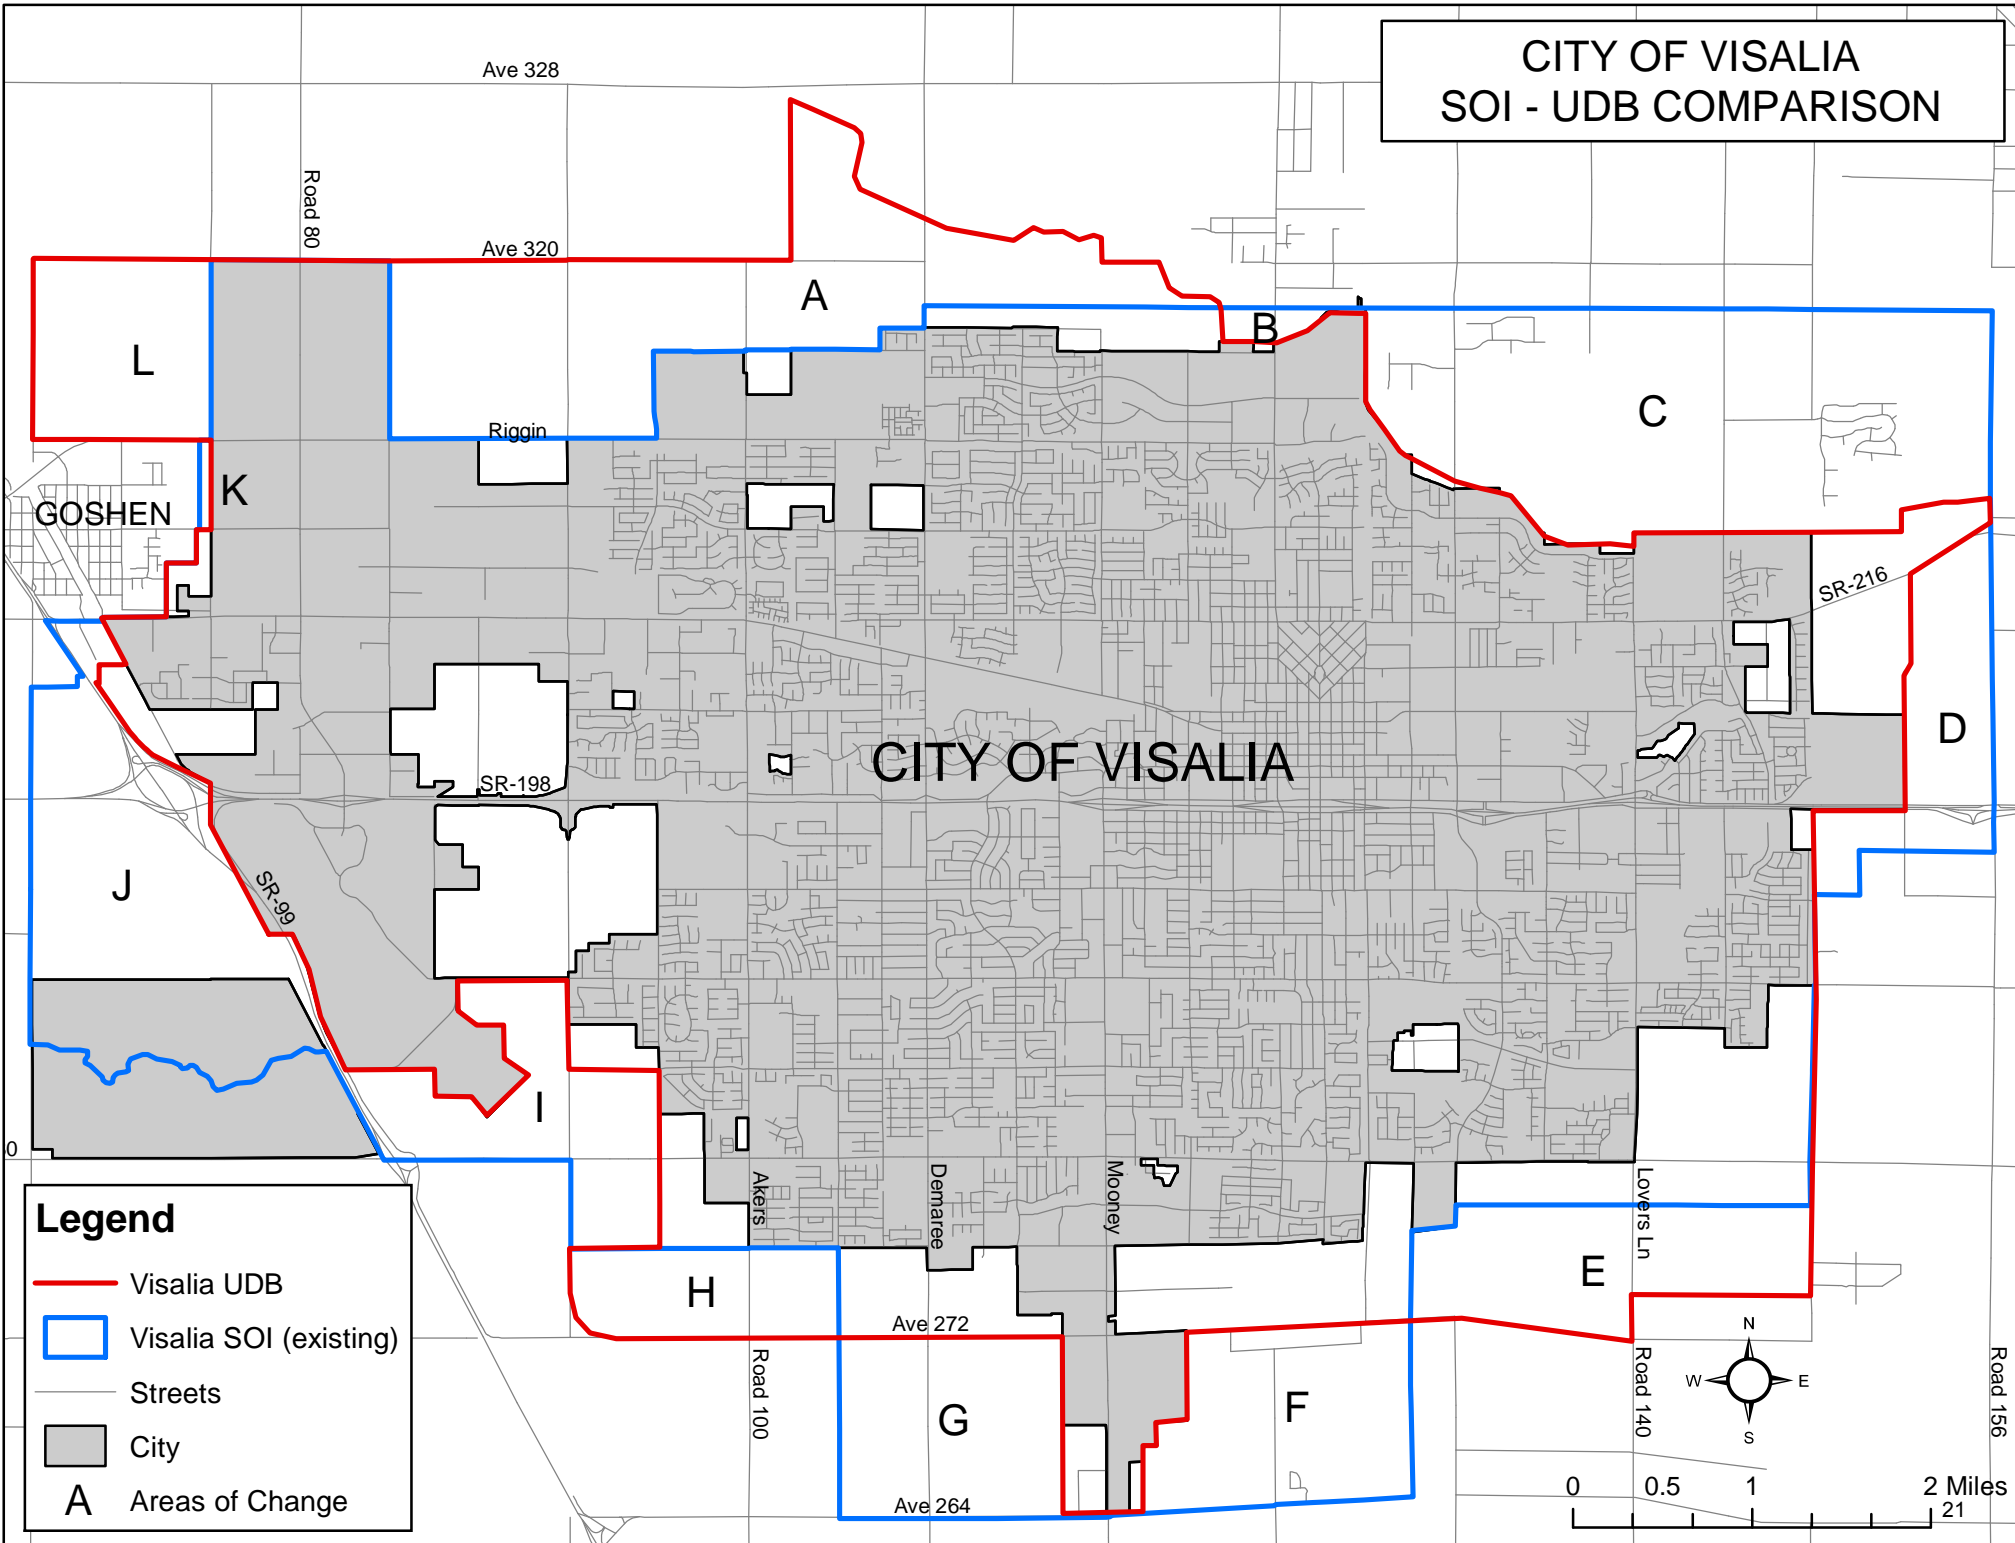 CITY OF VISALIA
SOI - UDB COMPARISON
Ave 328
Road 80
Ave 320
A
B
L
C
Riggin
K
GOSHEN
SR-216
D
CITY OF VISALIA
SR-198
J
SR-99
I
Akers
Demaree
Mooney
Lovers Ln
H
E
Ave 272
Road 100
G
F
Road 140
Road 156
Ave 264
N
W
E
S
0 0.5 1 2 Miles
21
Legend
Visalia UDB
Visalia SOI (existing)
Streets
City
A Areas of Change